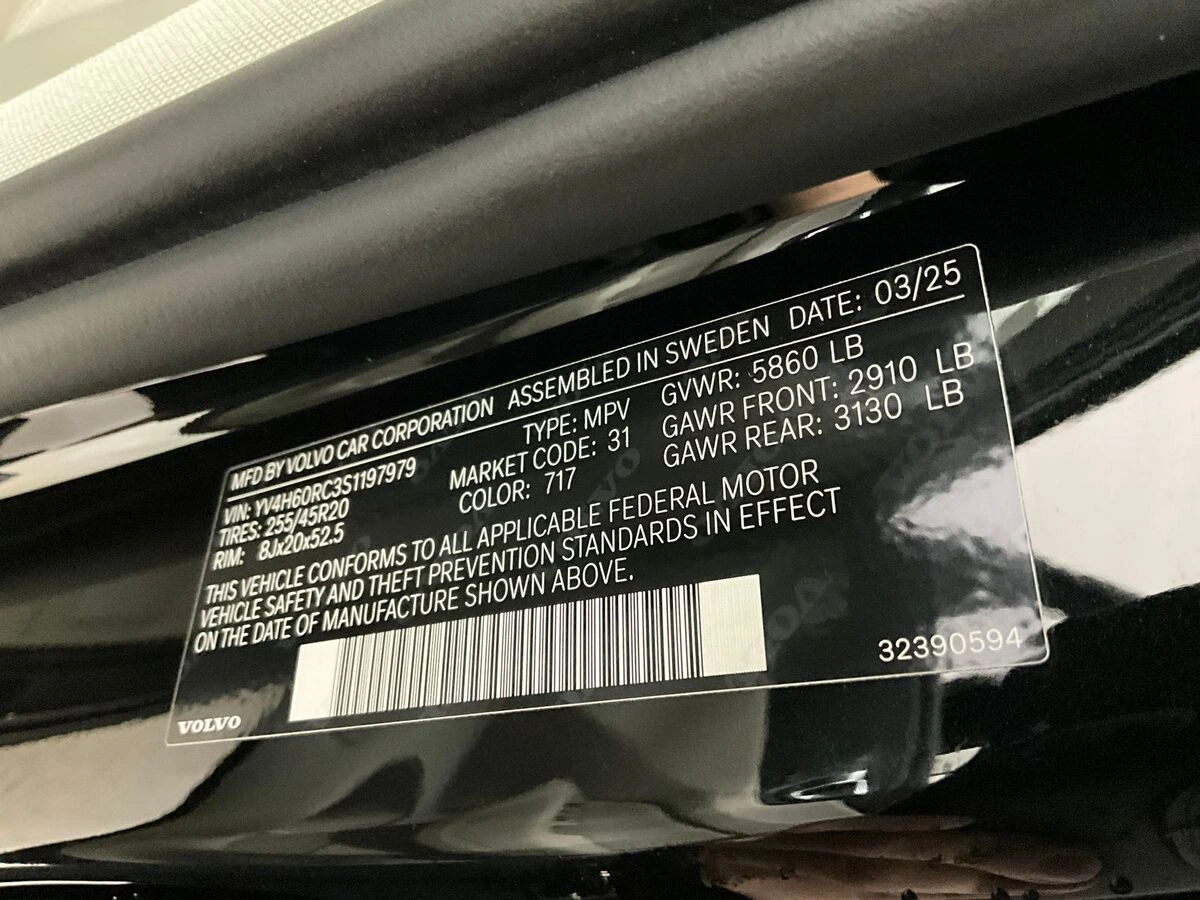 MFD BY VOLVO CAR CORPORATION ASSEMBLED IN SWEDEN DATE: 03/25
VIN: YV4H60RC3S1197979 TYPE: MPV GVWR: 5860 LB
TIRES: 255/45R20 MARKET CODE: 31 GAWR FRONT: 2910 LB
RIM: 8Jx20x52.5 COLOR: 717 GAWR REAR: 3130 LB
THIS VEHICLE CONFORMS TO ALL APPLICABLE FEDERAL MOTOR
VEHICLE SAFETY AND THEFT PREVENTION STANDARDS IN EFFECT
ON THE DATE OF MANUFACTURE SHOWN ABOVE.
32390594
VOLVO